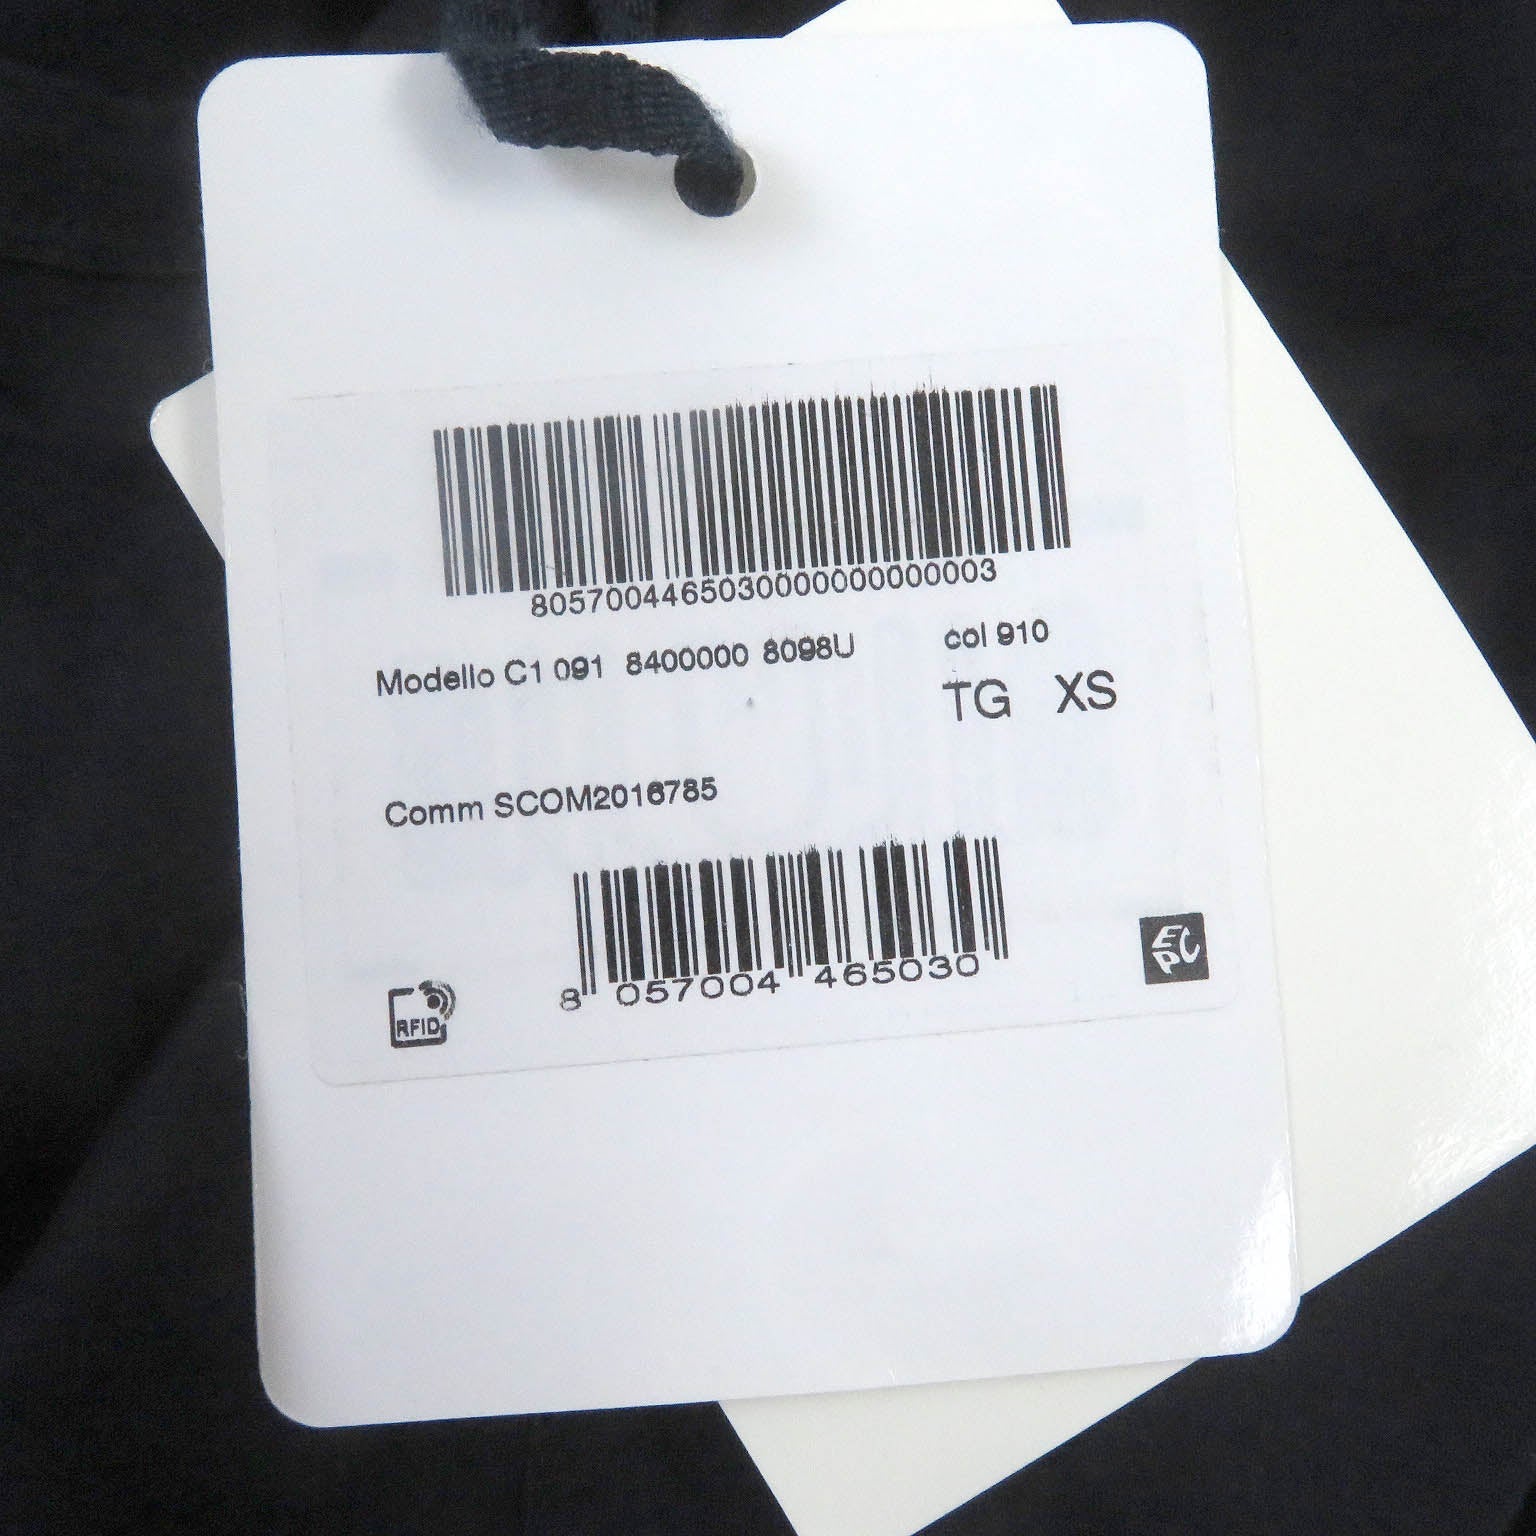 8057004465030000000000003
Modello C1 091 8400000 8098U col 910
TG XS
Comm SCOM2016785
8 057004 465030
RFID
EPC